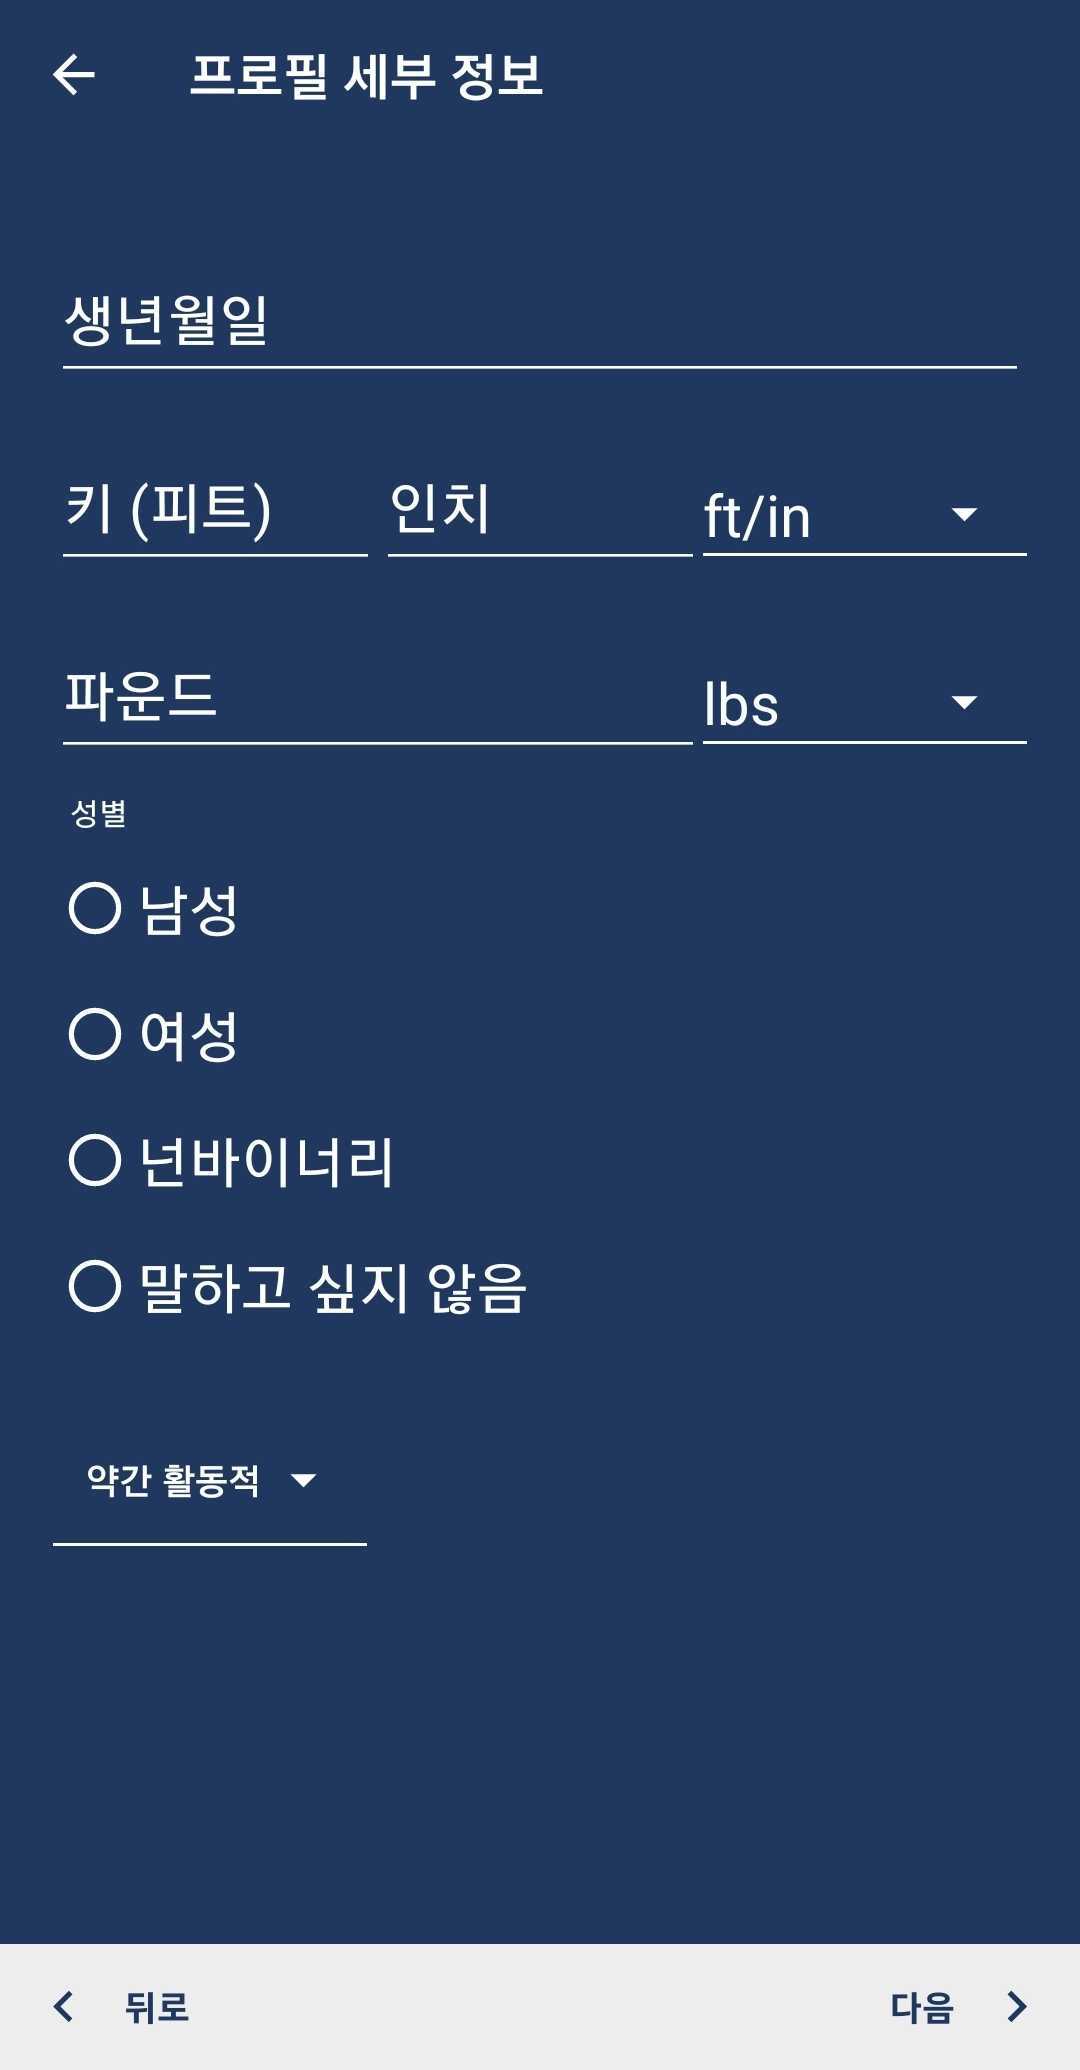 프로필 세부 정보
생년월일
키 (피트) 인치 ft/in
파운드 lbs
성별
남성
여성
넌바이너리
말하고 싶지 않음
약간 활동적
뒤로 다음